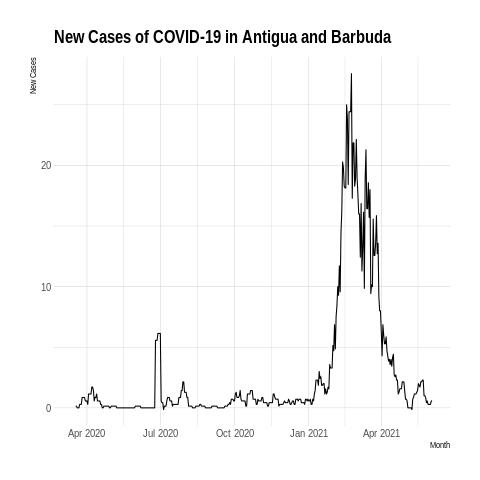 New Cases of COVID-19 in Antigua and Barbuda
New Cases
20
10
0
Apr 2020 Jul 2020 Oct 2020 Jan 2021 Apr 2021
Month